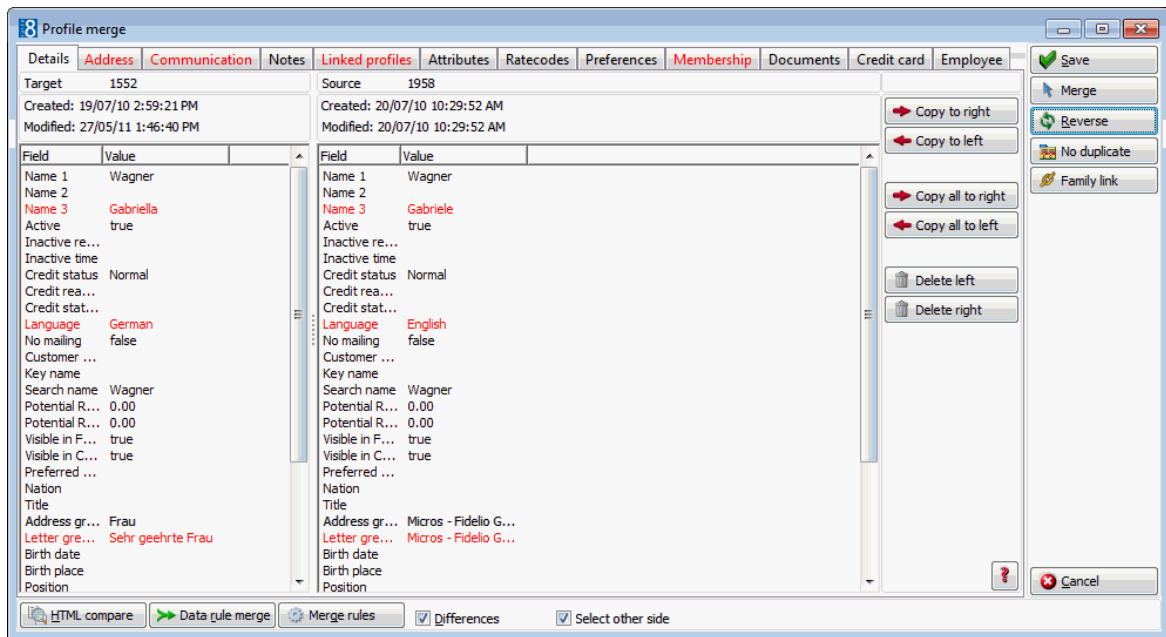 Profile merge
Details Address Communication Notes Linked profiles Attributes Ratecodes Preferences Membership Documents Credit card Employee
Target 1552
Created: 19/07/10 2:59:21 PM
Modified: 27/05/11 1:46:40 PM
Field Value
Name 1 Wagner
Name 2
Name 3 Gabriella
Active true
Inactive re...
Inactive time
Credit status Normal
Credit rea...
Credit stat...
Language German
No mailing false
Customer ...
Key name
Search name Wagner
Potential R... 0.00
Potential R... 0.00
Visible in F... true
Visible in C... true
Preferred ...
Nation
Title
Address gr... Frau
Letter gre... Sehr geehrte Frau
Birth date
Birth place
Position
Source 1958
Created: 20/07/10 10:29:52 AM
Modified: 20/07/10 10:29:52 AM
Field Value
Name 1 Wagner
Name 2
Name 3 Gabriele
Active true
Inactive re...
Inactive time
Credit status Normal
Credit rea...
Credit stat...
Language English
No mailing false
Customer ...
Key name
Search name Wagner
Potential R... 0.00
Potential R... 0.00
Visible in F... true
Visible in C... true
Preferred ...
Nation
Title
Address gr... Micros - Fidelio G...
Letter gre... Micros - Fidelio G...
Birth date
Birth place
Position
Copy to right
Copy to left
Copy all to right
Copy all to left
Delete left
Delete right
Save
Merge
Reverse
No duplicate
Family link
Cancel
HTML compare Data rule merge Merge rules Differences Select other side